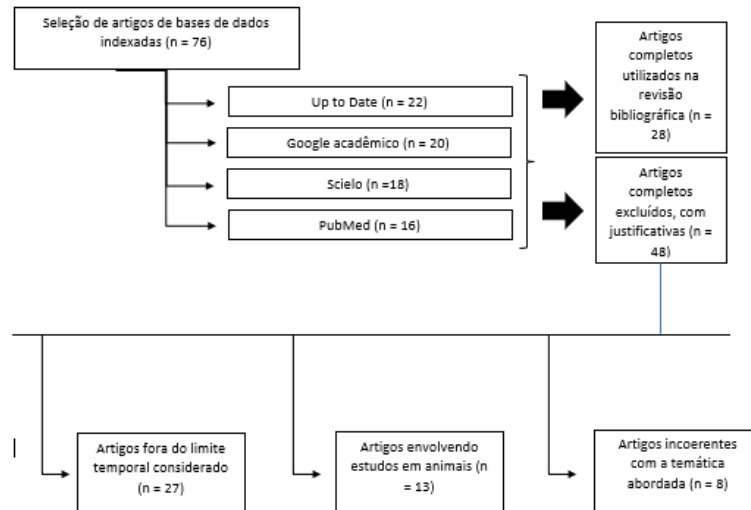 Seleção de artigos de bases de dados
indexadas (n = 76)
Up to Date (n = 22)
Google acadêmico (n = 20)
Scielo (n =18)
PubMed (n = 16)
Artigos
completos
utilizados na
revisão
bibliográfica (n =
28)
Artigos
completos
excluídos, com
justificativas (n =
48)
Artigos fora do limite
temporal considerado
(n = 27)
Artigos envolvendo
estudos em animais (n
= 13)
Artigos incoerentes
com a temática
abordada (n = 8)